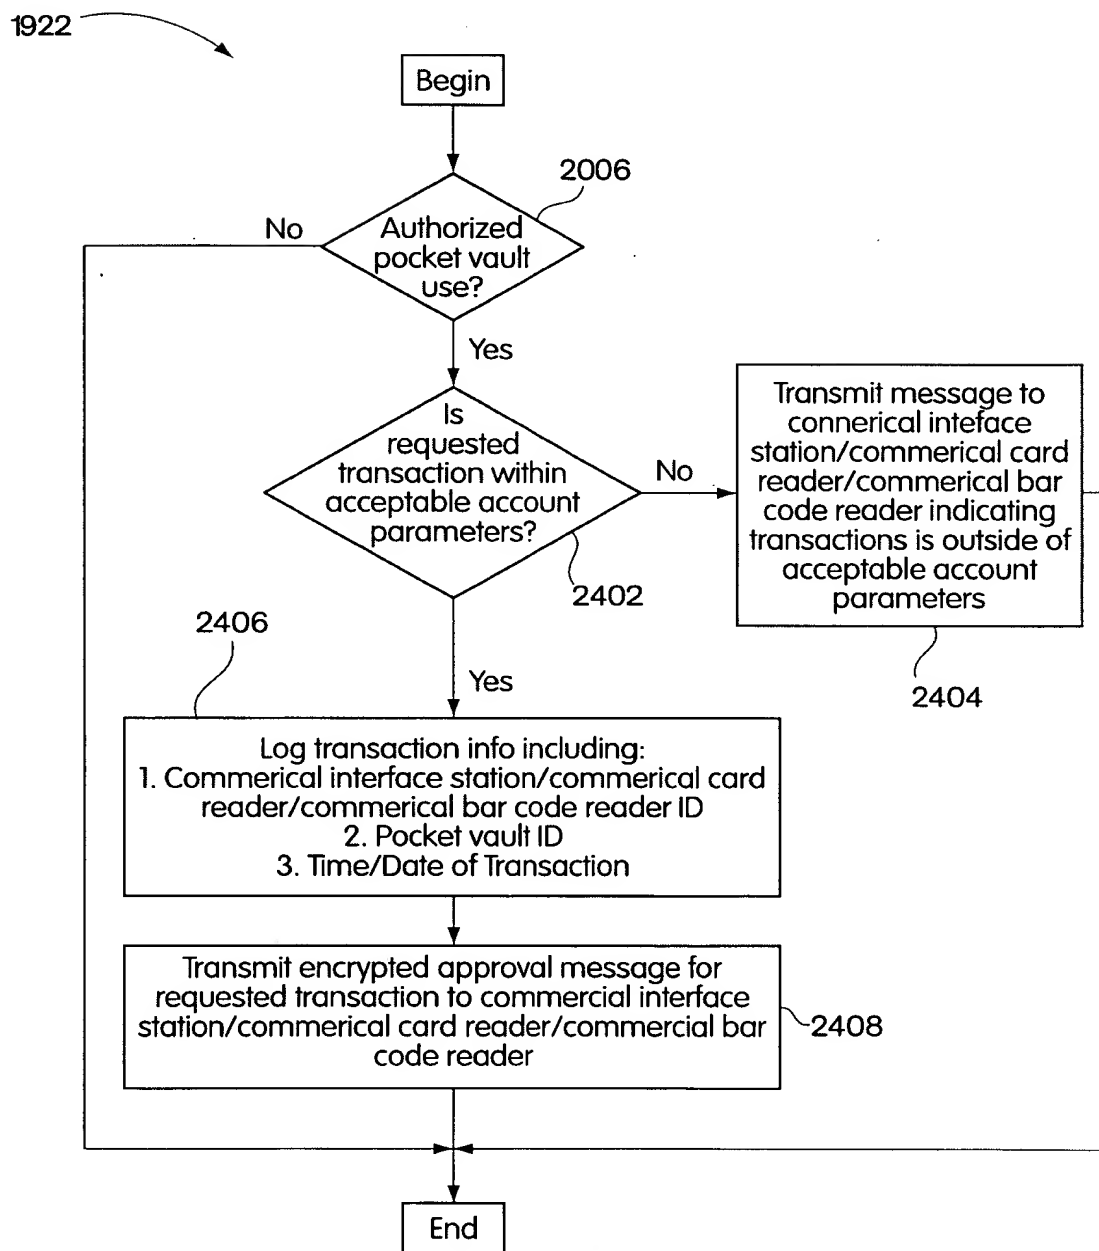 1922
Begin
2006
No
Authorized
pocket vault
use?
Yes
Is
requested
transaction within
acceptable account
parameters?
No
2402
Transmit message to
connerical inteface
station/commerical card
reader/commerical bar
code reader indicating
transactions is outside of
acceptable account
parameters
2404
2406
Yes
Log transaction info including:
1. Commerical interface station/commerical card
reader/commerical bar code reader ID
2. Pocket vault ID
3. Time/Date of Transaction
Transmit encrypted approval message for
requested transaction to commercial interface
station/commerical card reader/commercial bar
code reader
2408
End